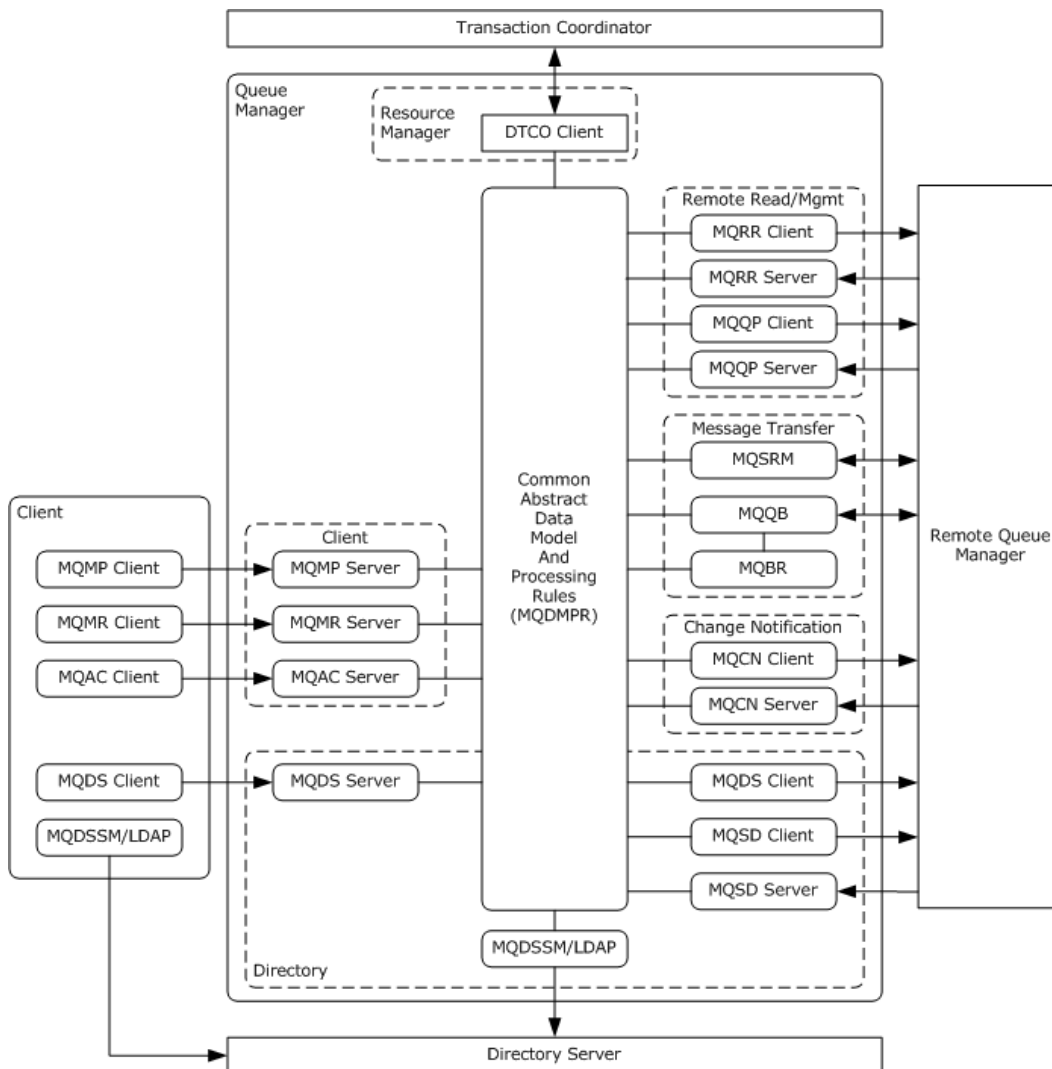 Transaction Coordinator
Queue
Manager
Resource
Manager
DTCO Client
Remote Read/Mgmt
MQRR Client
MQRR Server
MQQP Client
MQQP Server
Message Transfer
MQSRM
MQQB
MQBR
Common
Abstract
Data
Model
And
Processing
Rules
(MQDMPR)
Remote Queue
Manager
Client
MQMP Client
MQMR Client
MQAC Client
MQDS Client
MQDSSM/LDAP
Client
MQMP Server
MQMR Server
MQAC Server
Change Notification
MQCN Client
MQCN Server
MQDS Server
MQDS Client
MQSD Client
MQSD Server
MQDSSM/LDAP
Directory
Directory Server